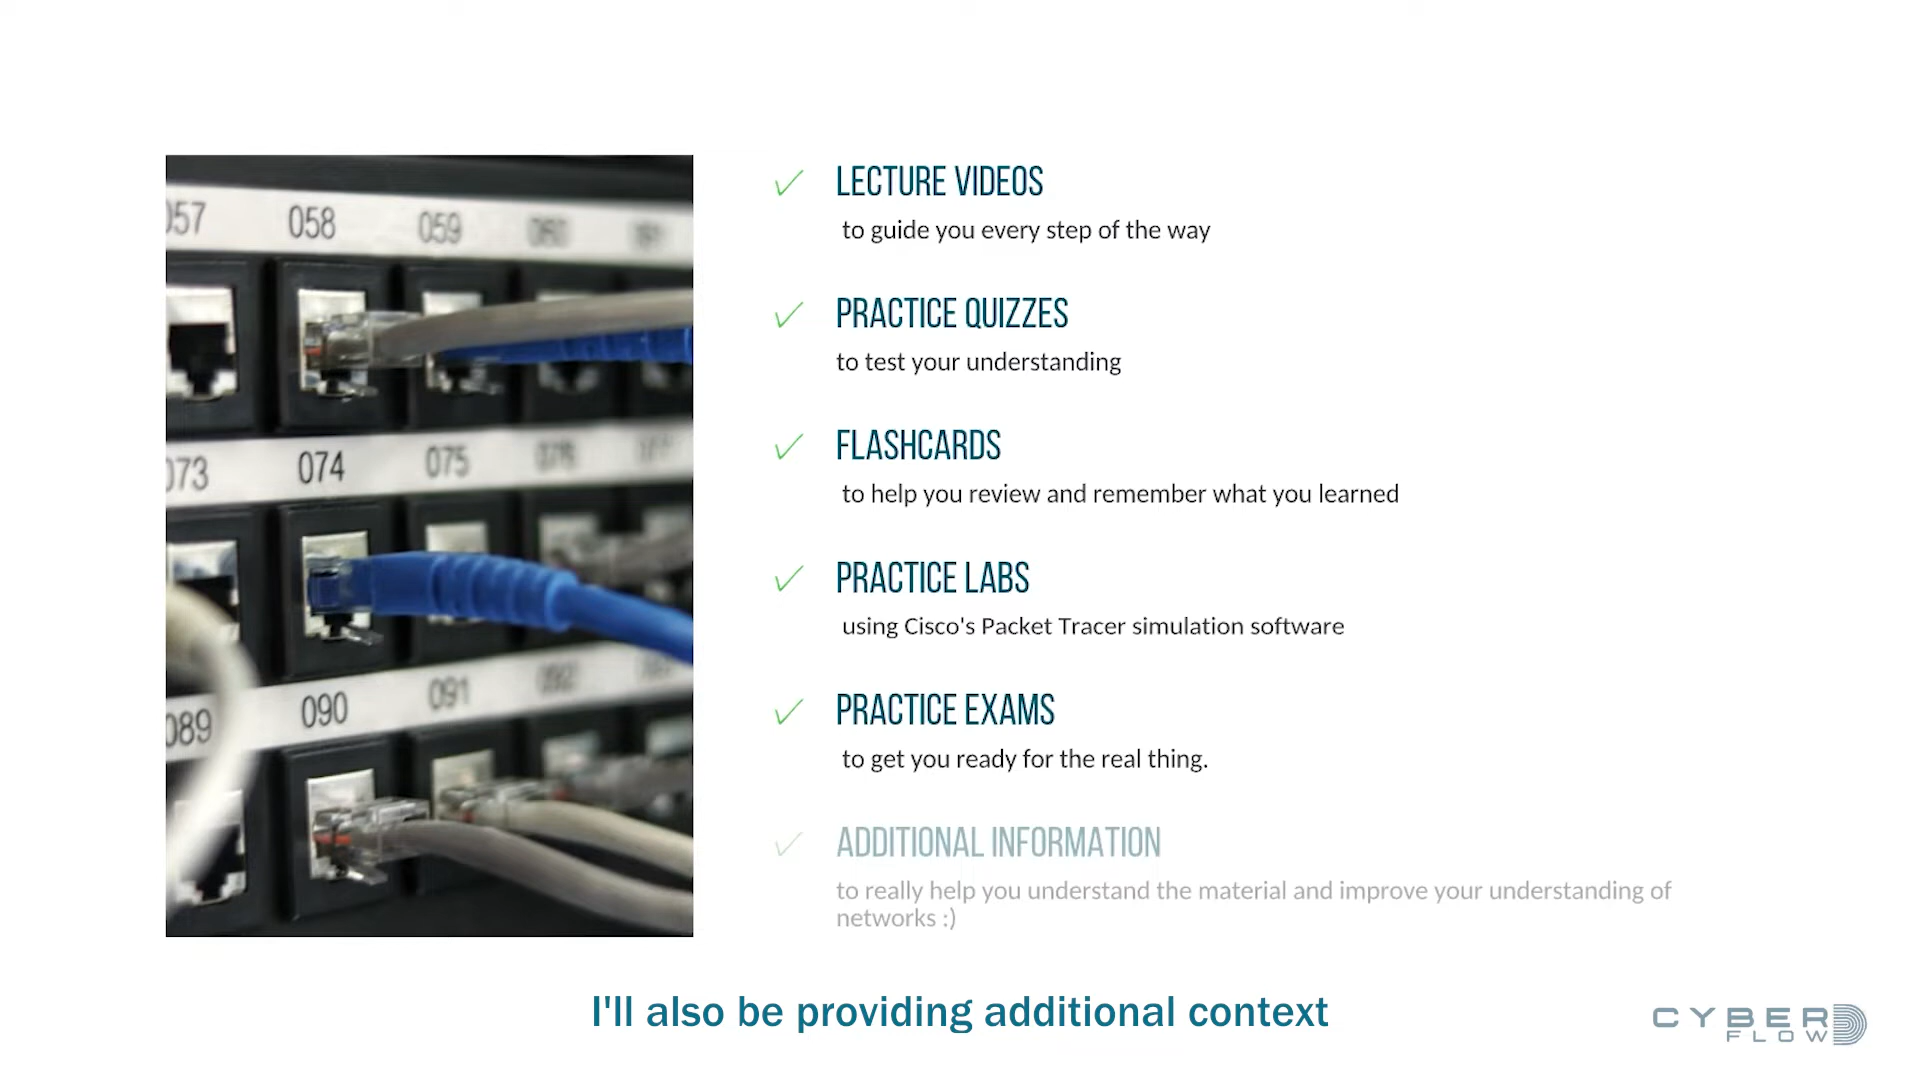 057 058 059 060
073 074 075 076
089 090 091 092
LECTURE VIDEOS
to guide you every step of the way
PRACTICE QUIZZES
to test your understanding
FLASHCARDS
to help you review and remember what you learned
PRACTICE LABS
using Cisco's Packet Tracer simulation software
PRACTICE EXAMS
to get you ready for the real thing.
ADDITIONAL INFORMATION
to really help you understand the material and improve your understanding of
networks :)
I'll also be providing additional context
CYBER
FLOW